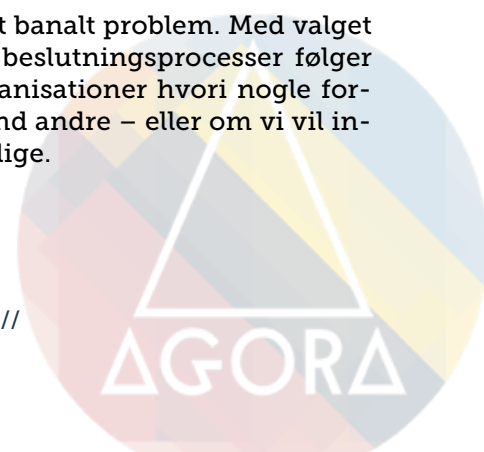 t banalt problem. Med valget
beslutningsprocesser følger
anisationer hvori nogle for-
nd andre – eller om vi vil in-
lige.
//
AGORA